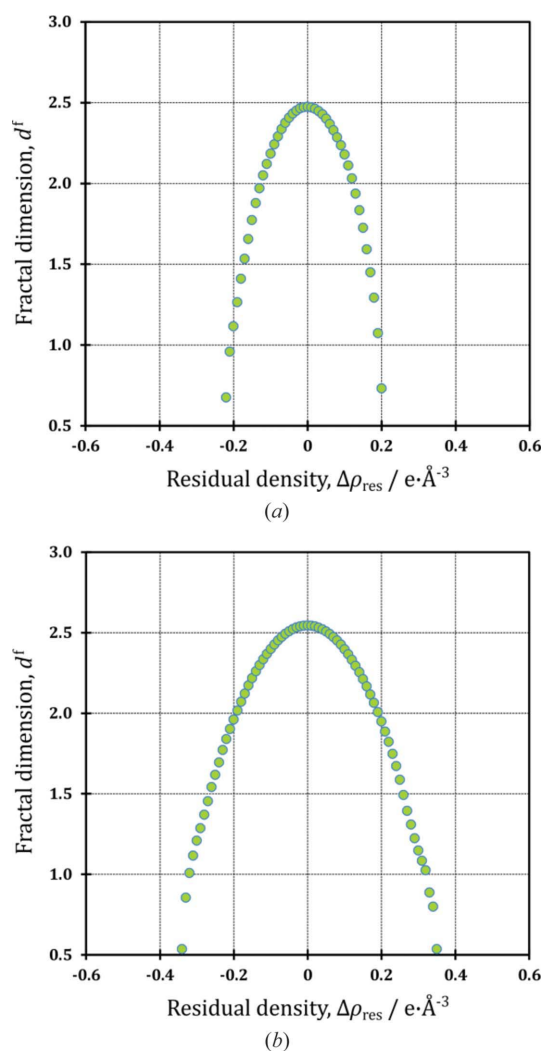 3.0
2.5
2.0
1.5
1.0
0.5
Fractal dimension, dᶠ
-0.6 -0.4 -0.2 0 0.2 0.4 0.6
Residual density, Δρres / e·Å⁻³
(a)
3.0
2.5
2.0
1.5
1.0
0.5
Fractal dimension, dᶠ
-0.6 -0.4 -0.2 0 0.2 0.4 0.6
Residual density, Δρres / e·Å⁻³
(b)